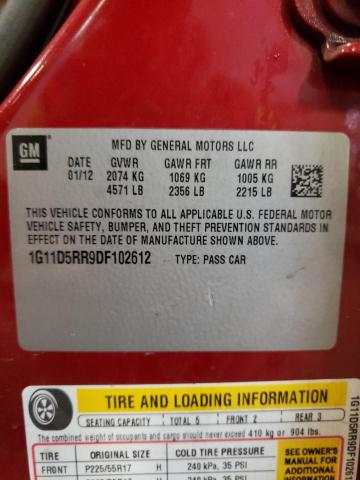 GM
MFD BY GENERAL MOTORS LLC
DATE GVWR GAWR FRT GAWR RR
01/12 2074 KG 1069 KG 1005 KG
4571 LB 2356 LB 2215 LB
THIS VEHICLE CONFORMS TO ALL APPLICABLE U.S. FEDERAL MOTOR
VEHICLE SAFETY, BUMPER, AND THEFT PREVENTION STANDARDS
IN EFFECT ON THE DATE OF MANUFACTURE SHOWN ABOVE.
1G11D5RR9DF102612 TYPE: PASS CAR
TIRE AND LOADING INFORMATION
SEATING CAPACITY TOTAL 5 FRONT 2 REAR 3
The combined weight of occupants and cargo should never exceed 410 kg or 904 lbs.
TIRE ORIGINAL SIZE COLD TIRE PRESSURE
FRONT P225/55R17 H 240 kPa, 35 PSI
SEE OWNER'S
MANUAL FOR
ADDITIONAL
INFORMATION
1G11D5RR9DF102612